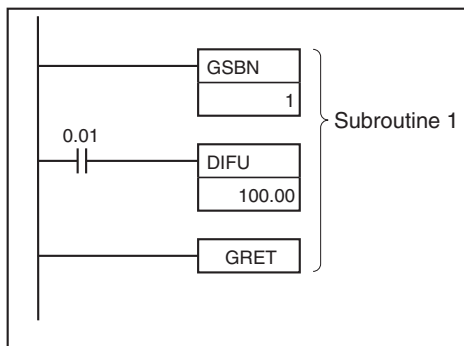 GSBN
1
Subroutine 1
0.01
DIFU
100.00
GRET